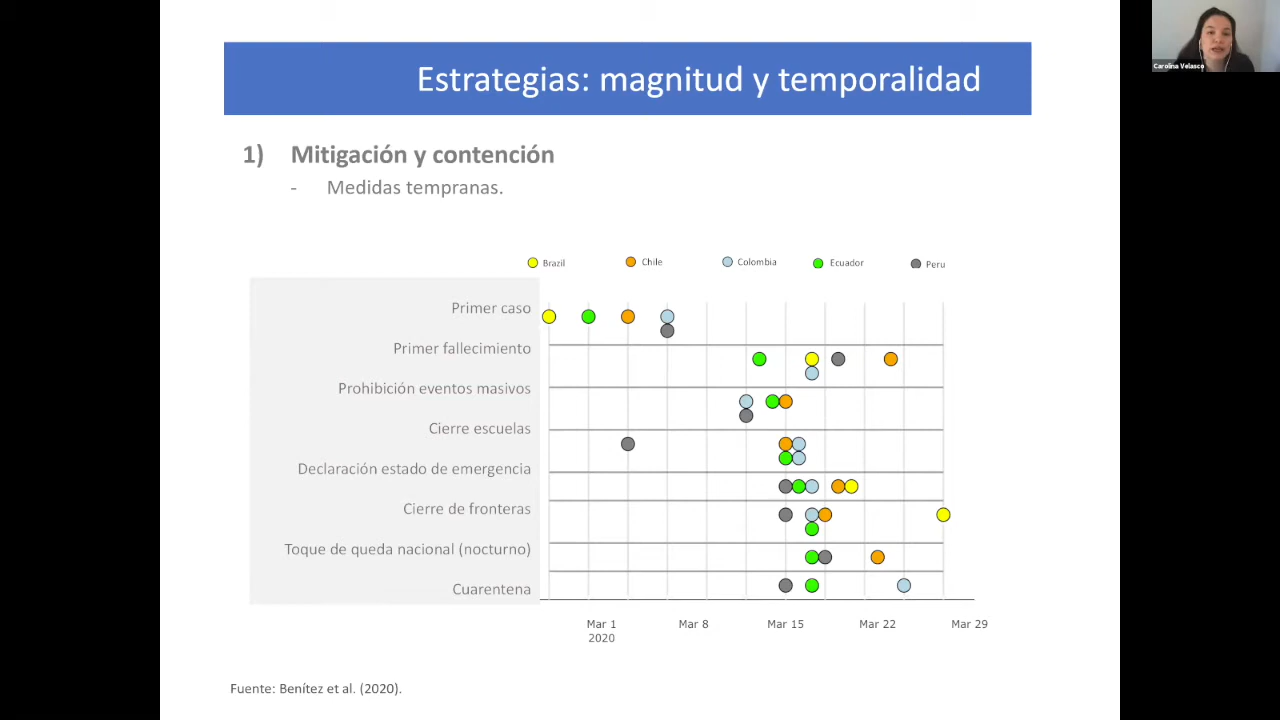 Estrategias: magnitud y temporalidad
Carolina Velasco
1) Mitigación y contención
- Medidas tempranas.
Brazil Chile Colombia Ecuador Peru
Primer caso
Primer fallecimiento
Prohibición eventos masivos
Cierre escuelas
Declaración estado de emergencia
Cierre de fronteras
Toque de queda nacional (nocturno)
Cuarentena
Mar 1 Mar 8 Mar 15 Mar 22 Mar 29
2020
Fuente: Benítez et al. (2020).